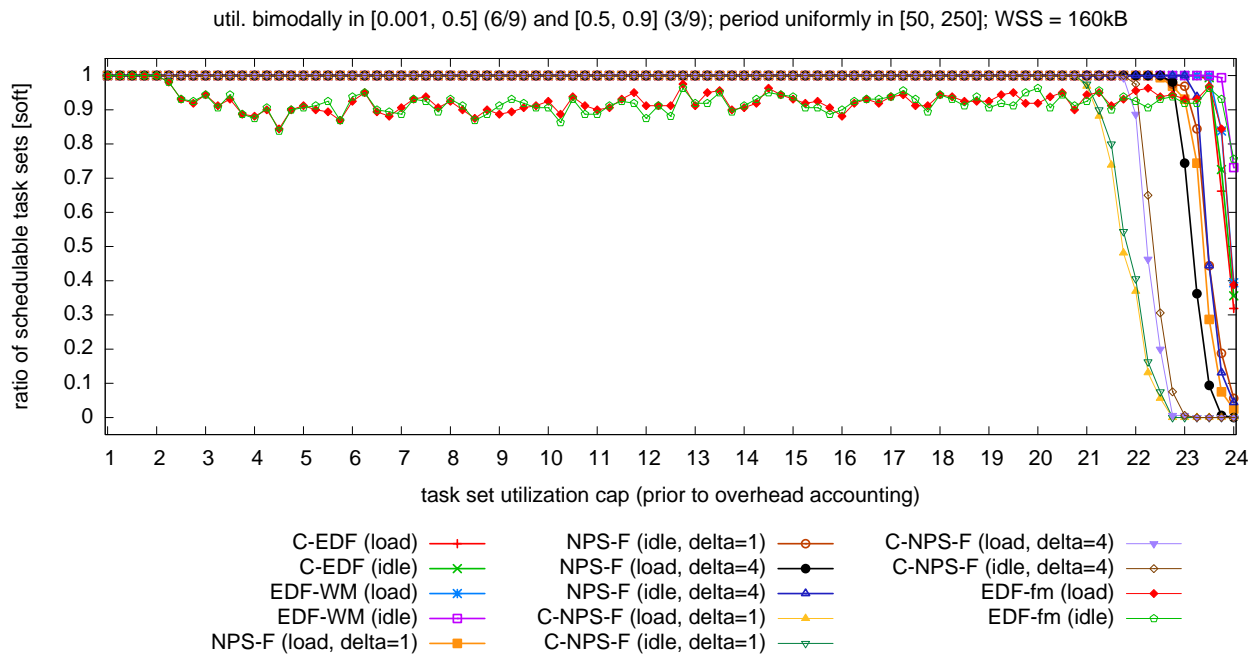 util. bimodally in [0.001, 0.5] (6/9) and [0.5, 0.9] (3/9); period uniformly in [50, 250]; WSS = 160kB
ratio of schedulable task sets [soft]
1
0.9
0.8
0.7
0.6
0.5
0.4
0.3
0.2
0.1
0
1 2 3 4 5 6 7 8 9 10 11 12 13 14 15 16 17 18 19 20 21 22 23 24
task set utilization cap (prior to overhead accounting)
C-EDF (load)
C-EDF (idle)
EDF-WM (load)
EDF-WM (idle)
NPS-F (load, delta=1)
NPS-F (idle, delta=1)
NPS-F (load, delta=4)
NPS-F (idle, delta=4)
C-NPS-F (load, delta=1)
C-NPS-F (idle, delta=1)
C-NPS-F (load, delta=4)
C-NPS-F (idle, delta=4)
EDF-fm (load)
EDF-fm (idle)